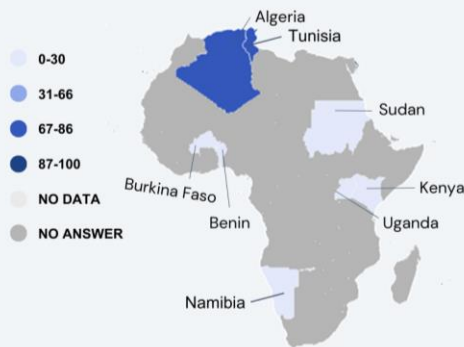 0-30
31-66
67-86
87-100
NO DATA
NO ANSWER
Algeria
Tunisia
Sudan
Burkina Faso
Benin
Kenya
Uganda
Namibia